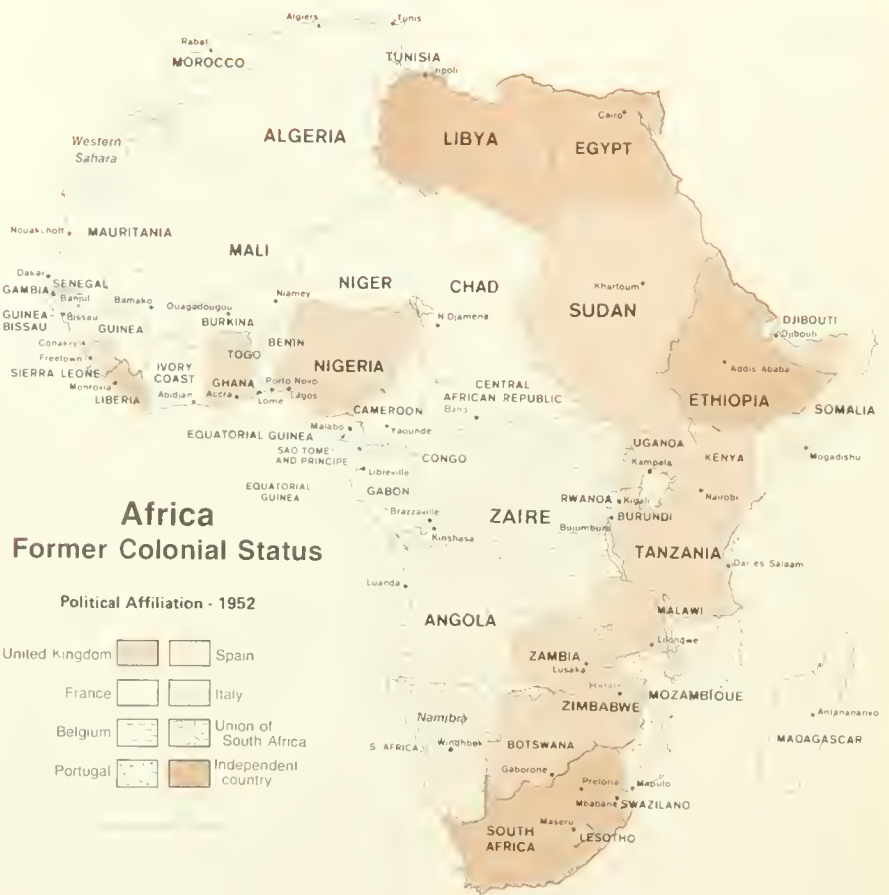 Algiers
Tunis
Rabat
MOROCCO
TUNISIA
Tripoli
ALGERIA
LIBYA
Cairo
EGYPT
Western
Sahara
Nouakchott
MAURITANIA
MALI
NIGER
CHAD
SUDAN
Khartoum
Dakar
SENEGAL
GAMBIA
Banjul
Bamako
Ouagadougou
Niamey
N Djamena
DJIBOUTI
Djibouti
GUINEA
BISSAU
Bissau
GUINEA
BURKINA
BENIN
NIGERIA
Conakry
Freetown
SIERRA LEONE
Monrovia
LIBERIA
IVORY
COAST
Abidjan
TOGO
GHANA
Accra
Lome
Porto Novo
Lagos
CENTRAL
AFRICAN REPUBLIC
Addis Ababa
ETHIOPIA
SOMALIA
CAMEROON
Malabo
Yaounde
EQUATORIAL GUINEA
SAO TOME
AND PRINCIPE
CONGO
Libreville
EQUATORIAL
GUINEA
GABON
UGANDA
Kampala
KENYA
Mogadishu
Nairobi
RWANDA
Kigali
BURUNDI
Bujumbura
Brazzaville
Kinshasa
ZAIRE
TANZANIA
Dar es Salaam
Africa
Former Colonial Status
Luanda
ANGOLA
MALAWI
Lilongwe
ZAMBIA
Lusaka
Harare
ZIMBABWE
MOZAMBIQUE
Antananarivo
MADAGASCAR
Namibia
S AFRICA
Windhoek
BOTSWANA
Gaborone
Pretoria
Maputo
Mbabane
SWAZILAND
Maseru
LESOTHO
SOUTH
AFRICA
Political Affiliation - 1952
United Kingdom
Spain
France
Italy
Belgium
Union of
South Africa
Portugal
Independent
country